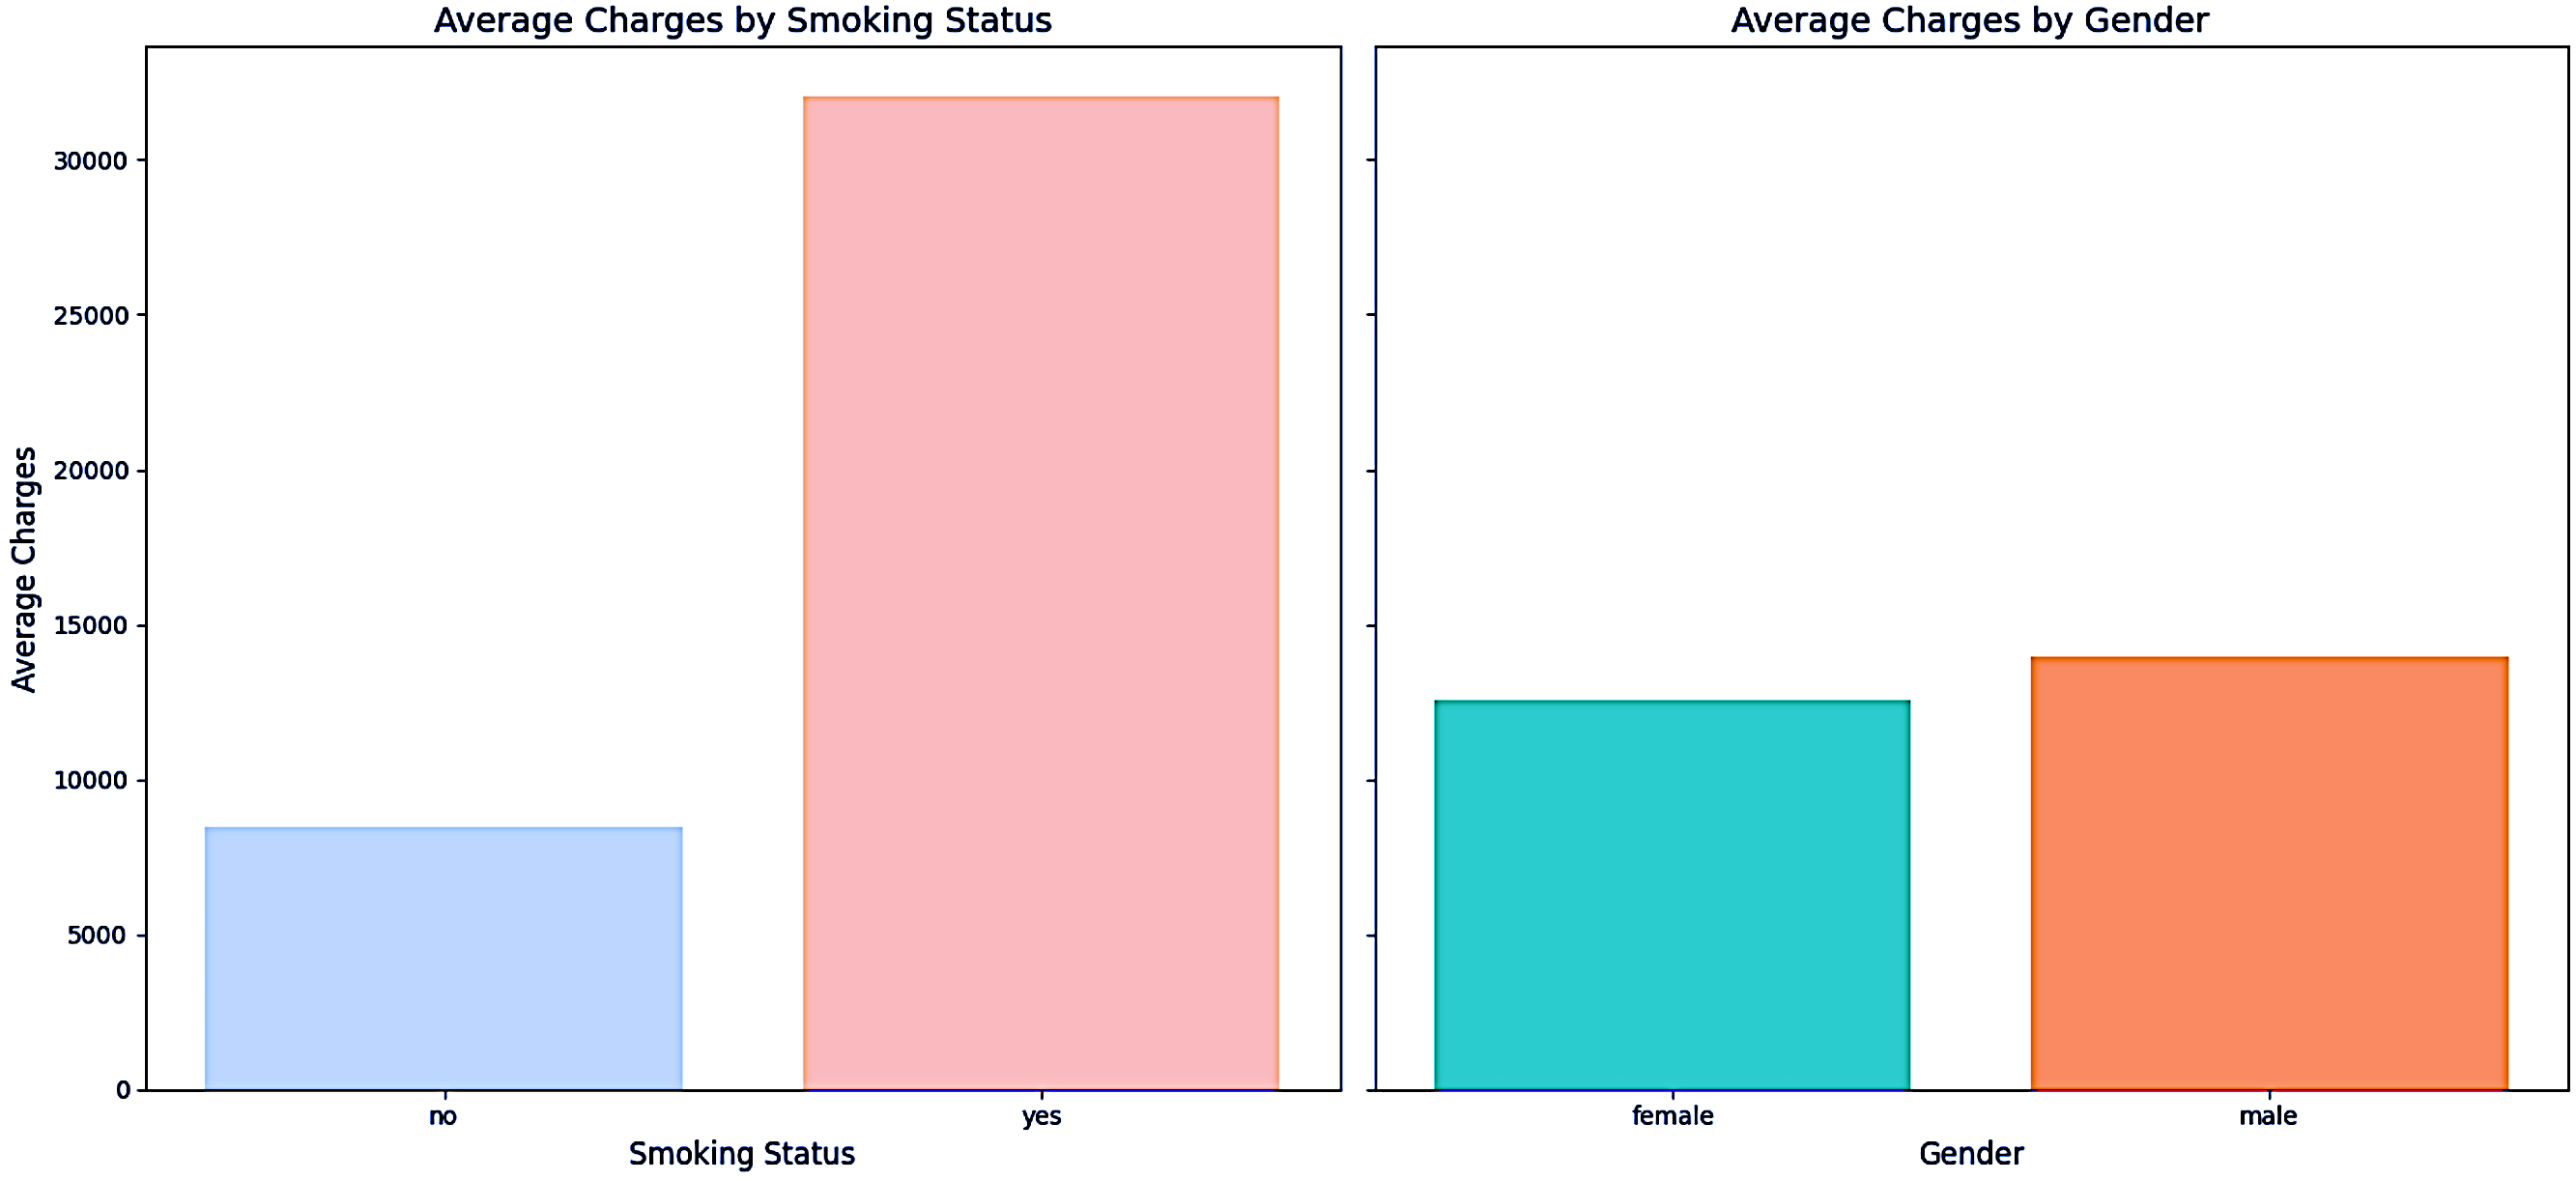 Average Charges by Smoking Status
Average Charges
30000
25000
20000
15000
10000
5000
0
no
yes
Smoking Status
Average Charges by Gender
female
male
Gender